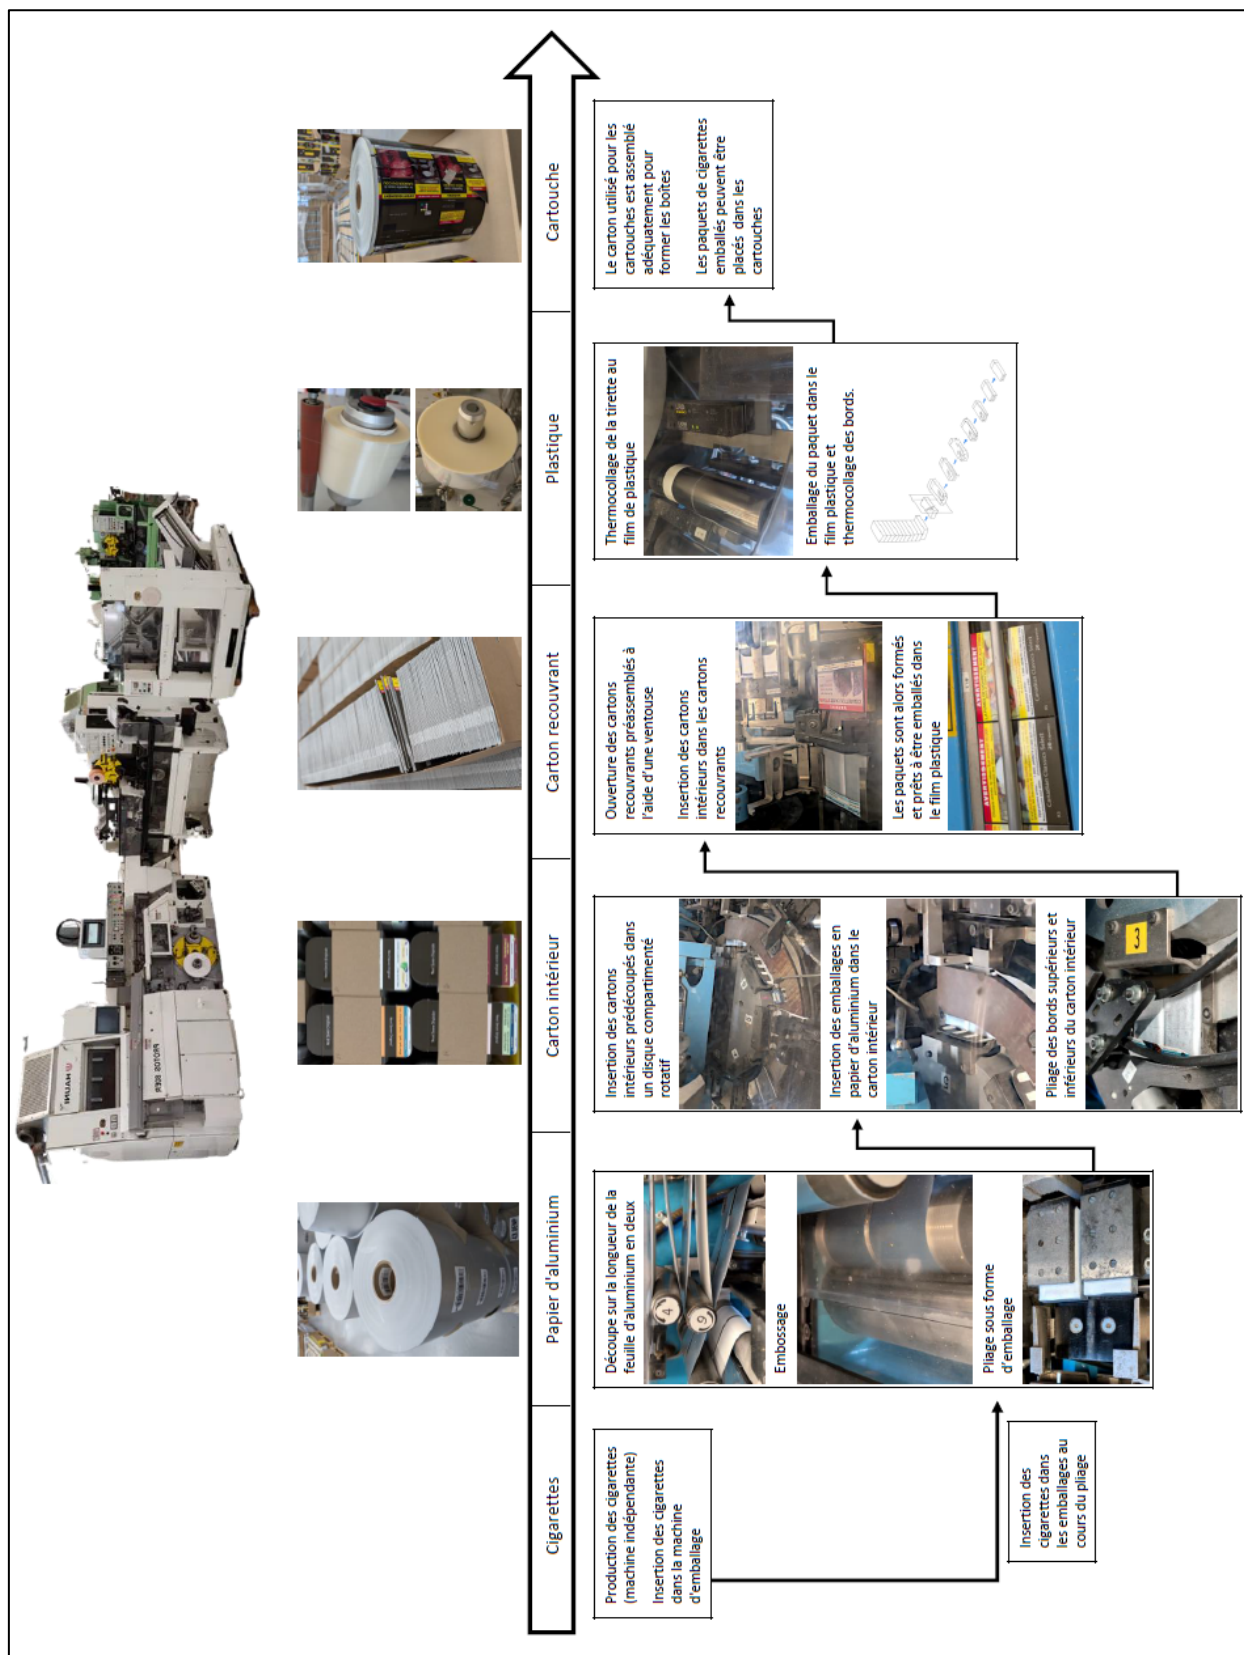 Cigarettes
Papier d'aluminium
Carton intérieur
Carton recouvrant
Plastique
Cartouche
Production des cigarettes
(machine indépendante)
Insertion des cigarettes
dans la machine
d'emballage
Insertion des
cigarettes dans
les emballages au
cours du pliage
Découpe sur la longueur de la
feuille d'aluminium en deux
4
9
Embossage
Pliage sous forme
d'emballage
Insertion des cartons
intérieurs prédécoupés dans
un disque compartimenté
rotatif
Insertion des emballages en
papier d'aluminium dans le
carton intérieur
Pliage des bords supérieurs et
inférieurs du carton intérieur
3
Ouverture des cartons
recouvrants préassemblés à
l'aide d'une ventouse
Insertion des cartons
intérieurs dans les cartons
recouvrants
Les paquets sont alors formés
et prêts à être emballés dans
le film plastique
AVERTISSEMENT
AVERTISSEMENT
Thermocollage de la tirette au
film de plastique
Emballage du paquet dans le
film plastique et
thermocollage des bords.
Le carton utilisé pour les
cartouches est assemblé
adéquatement pour
former les boîtes
Les paquets de cigarettes
emballés peuvent être
placés dans les
cartouches
HAUNI
PROTOS